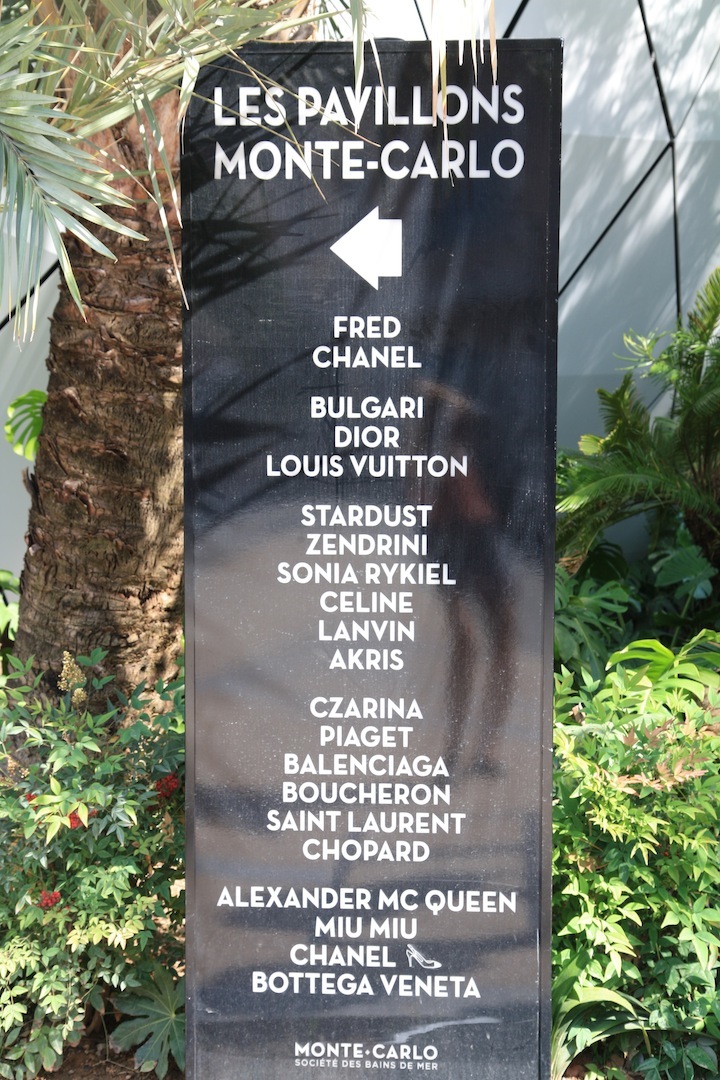 LES PAVILLONS
MONTE-CARLO
FRED
CHANEL
BULGARI
DIOR
LOUIS VUITTON
STARDUST
ZENDRINI
SONIA RYKIEL
CELINE
LANVIN
AKRIS
CZARINA
PIAGET
BALENCIAGA
BOUCHERON
SAINT LAURENT
CHOPARD
ALEXANDER MC QUEEN
MIU MIU
CHANEL
BOTTEGA VENETA
MONTE•CARLO
SOCIÉTÉ DES BAINS DE MER